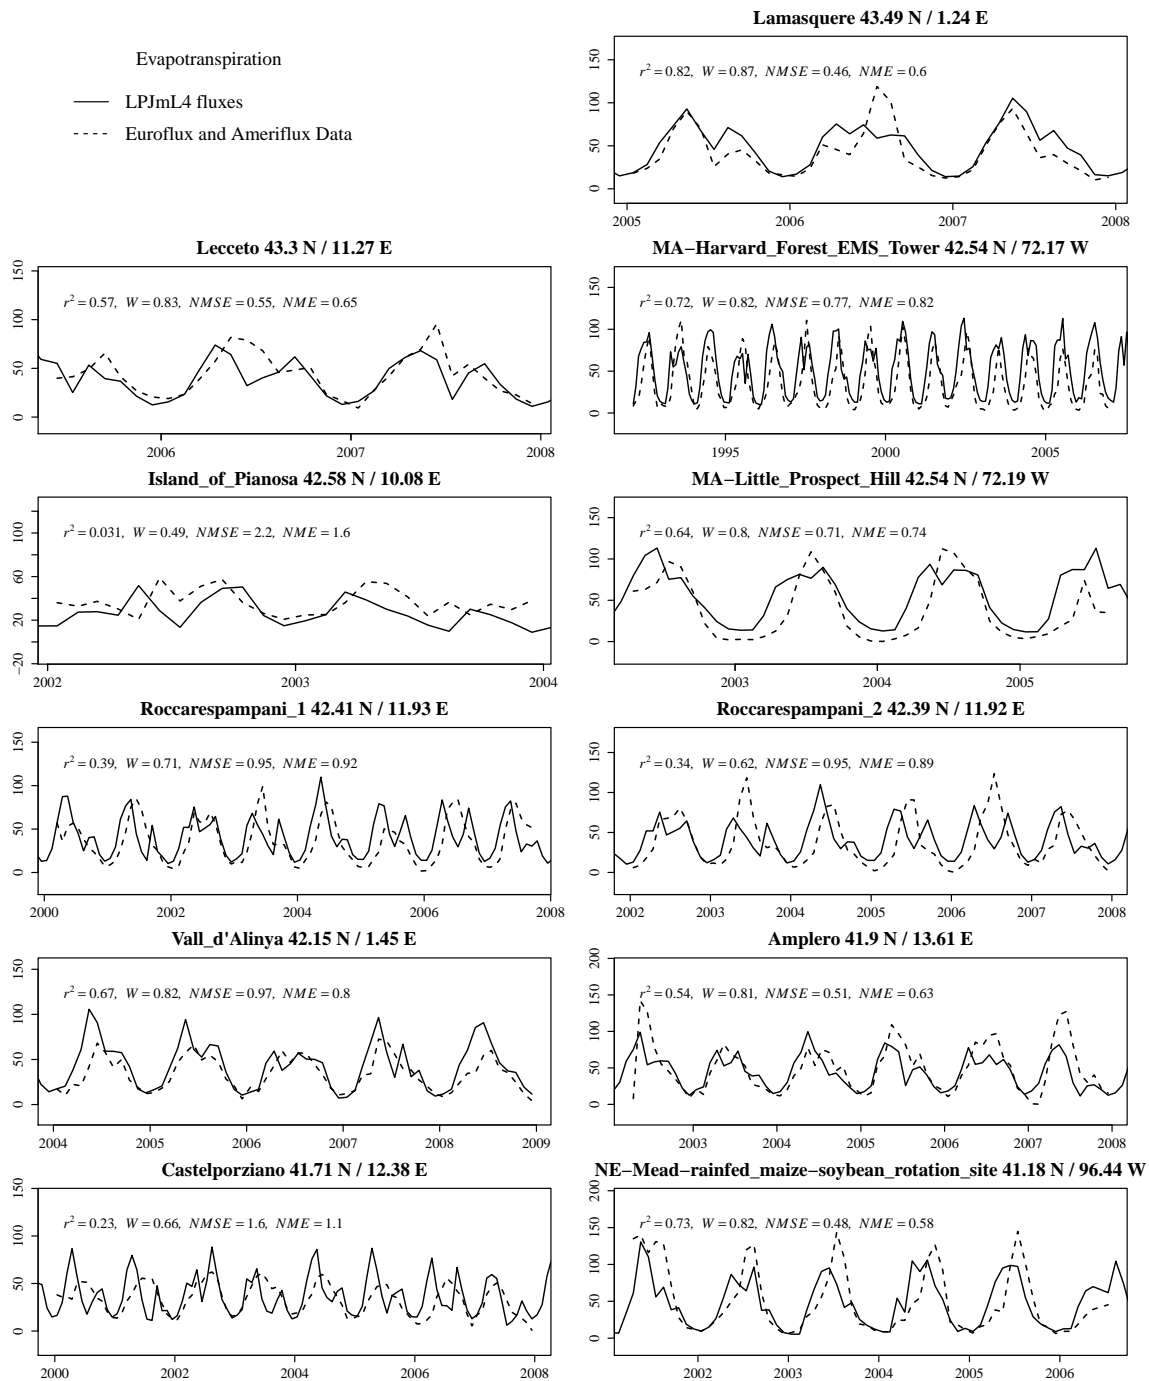 Lamasquere 43.49 N / 1.24 E
Evapotranspiration
LPJmL4 fluxes
Euroflux and Ameriflux Data
r² = 0.82, W = 0.87, NMSE = 0.46, NME = 0.6
0 50 100 150
2005 2006 2007 2008
Lecceto 43.3 N / 11.27 E
r² = 0.57, W = 0.83, NMSE = 0.55, NME = 0.65
0 50 100 150
2006 2007 2008
MA−Harvard_Forest_EMS_Tower 42.54 N / 72.17 W
r² = 0.72, W = 0.82, NMSE = 0.77, NME = 0.82
0 50 100 150
1995 2000 2005
Island_of_Pianosa 42.58 N / 10.08 E
r² = 0.031, W = 0.49, NMSE = 2.2, NME = 1.6
−20 20 60 100
2002 2003 2004
MA−Little_Prospect_Hill 42.54 N / 72.19 W
r² = 0.64, W = 0.8, NMSE = 0.71, NME = 0.74
0 50 100 150
2003 2004 2005
Roccarespampani_1 42.41 N / 11.93 E
r² = 0.39, W = 0.71, NMSE = 0.95, NME = 0.92
0 50 100 150
2000 2002 2004 2006 2008
Roccarespampani_2 42.39 N / 11.92 E
r² = 0.34, W = 0.62, NMSE = 0.95, NME = 0.89
0 50 100 150
2002 2003 2004 2005 2006 2007 2008
Vall_d'Alinya 42.15 N / 1.45 E
r² = 0.67, W = 0.82, NMSE = 0.97, NME = 0.8
0 50 100 150
2004 2005 2006 2007 2008 2009
Amplero 41.9 N / 13.61 E
r² = 0.54, W = 0.81, NMSE = 0.51, NME = 0.63
0 50 100 150 200
2003 2004 2005 2006 2007 2008
Castelporziano 41.71 N / 12.38 E
r² = 0.23, W = 0.66, NMSE = 1.6, NME = 1.1
0 50 100 150
2000 2002 2004 2006 2008
NE−Mead−rainfed_maize−soybean_rotation_site 41.18 N / 96.44 W
r² = 0.73, W = 0.82, NMSE = 0.48, NME = 0.58
0 50 100 150 200
2002 2003 2004 2005 2006